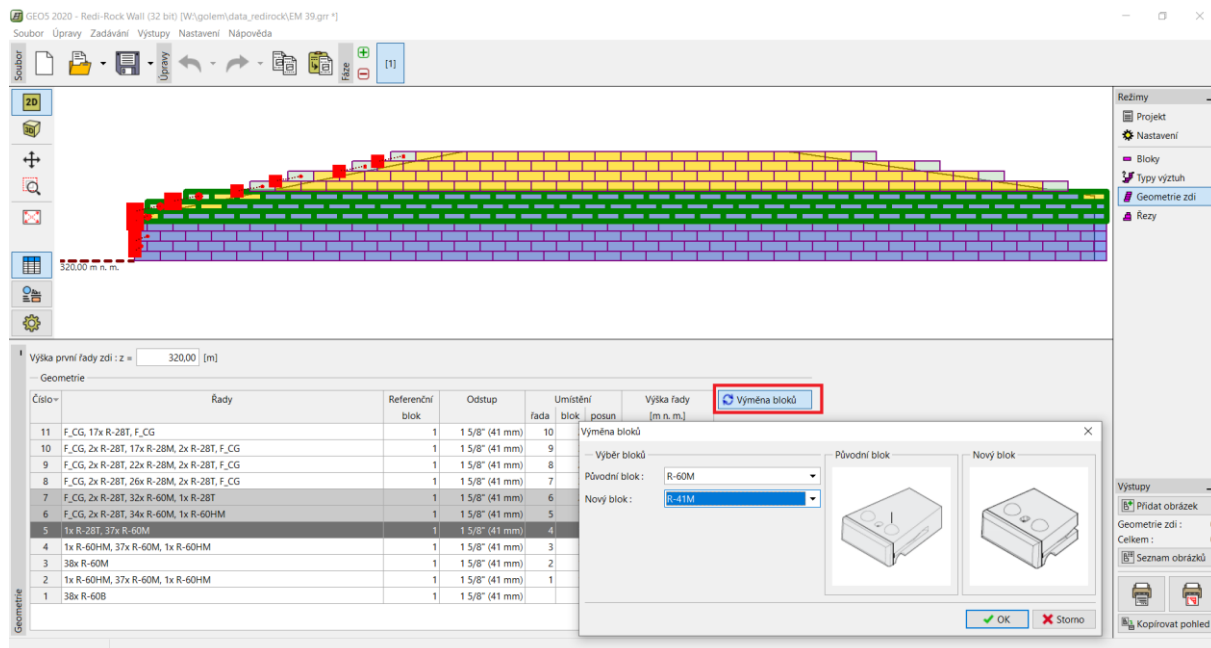 GEO5 2020 - Redi-Rock Wall (32 bit) [W:\golem\data_redirock\EM 39.grr *]
Soubor Úpravy Zadávání Výstupy Nastavení Nápověda
Soubor
Úpravy
Fáze
[1]
2D
3D
320,00 m n. m.
Režimy
Projekt
Nastavení
Bloky
Typy výztuh
Geometrie zdi
Řezy
Výška první řady zdi : z = 320,00 [m]
Geometrie
Číslo Řady Referenční blok Odstup Umístění Výška řady
řada blok posun [m n. m.]
Výměna bloků
11 F_CG, 17x R-28T, F_CG 1 1 5/8" (41 mm) 10
10 F_CG, 2x R-28T, 17x R-28M, 2x R-28T, F_CG 1 1 5/8" (41 mm) 9
9 F_CG, 2x R-28T, 22x R-28M, 2x R-28T, F_CG 1 1 5/8" (41 mm) 8
8 F_CG, 2x R-28T, 26x R-28M, 2x R-28T, F_CG 1 1 5/8" (41 mm) 7
7 F_CG, 2x R-28T, 32x R-60M, 1x R-28T 1 1 5/8" (41 mm) 6
6 F_CG, 2x R-28T, 34x R-60M, 1x R-60HM 1 1 5/8" (41 mm) 5
5 1x R-28T, 37x R-60M 1 1 5/8" (41 mm) 4
4 1x R-60HM, 37x R-60M, 1x R-60HM 1 1 5/8" (41 mm) 3
3 38x R-60M 1 1 5/8" (41 mm) 2
2 1x R-60HM, 37x R-60M, 1x R-60HM 1 1 5/8" (41 mm) 1
1 38x R-60B 1 1 5/8" (41 mm)
Geometrie
Výměna bloků
Výběr bloků
Původní blok : R-60M
Nový blok : R-41M
Původní blok
Nový blok
OK
Storno
Výstupy
Přidat obrázek
Geometrie zdi :
Celkem :
Seznam obrázků
Kopírovat pohled